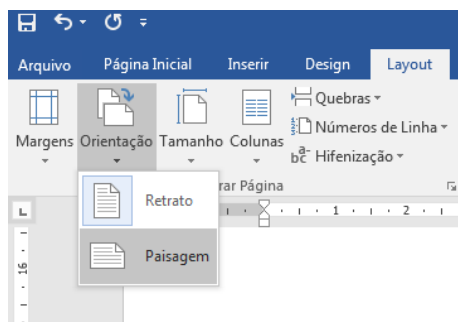 Arquivo Página Inicial Inserir Design Layout
Margens Orientação Tamanho Colunas
Quebras
Números de Linha
bc Hifenização
rar Página
Retrato
Paisagem
1 2
16